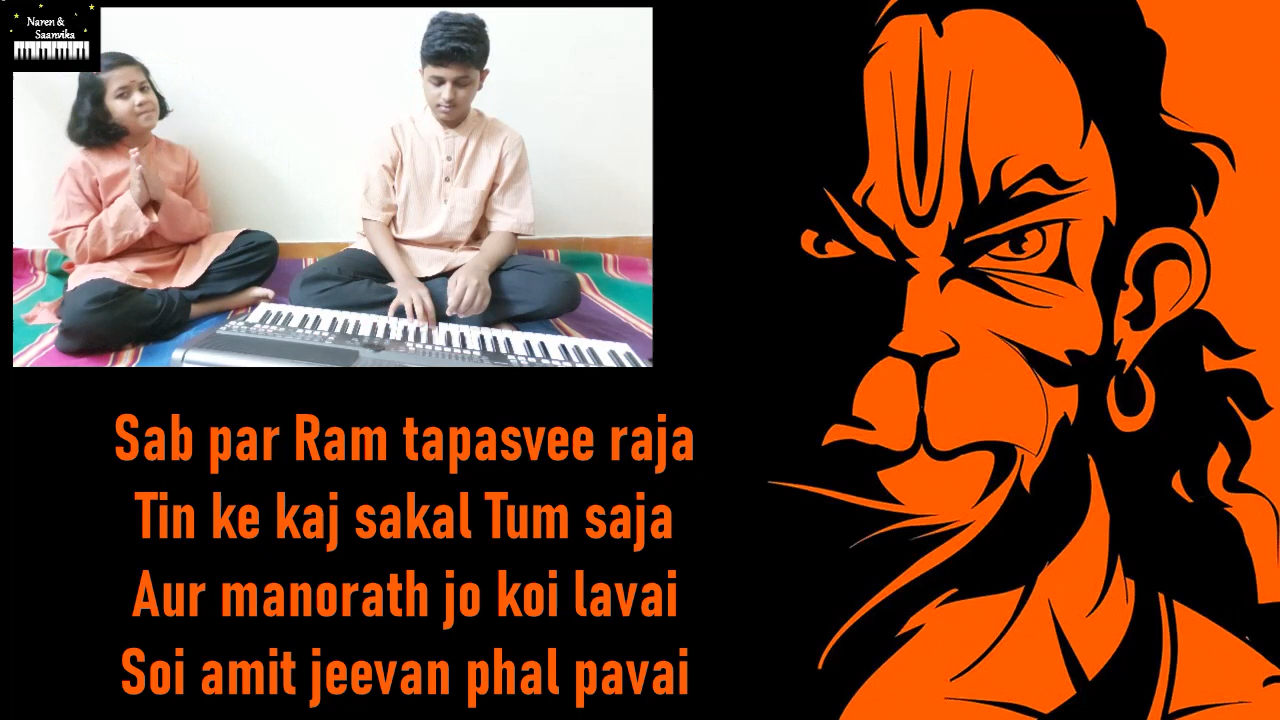 Naren &
Saanvika
Sab par Ram tapasvee raja
Tin ke kaj sakal Tum saja
Aur manorath jo koi lavai
Soi amit jeevan phal pavai